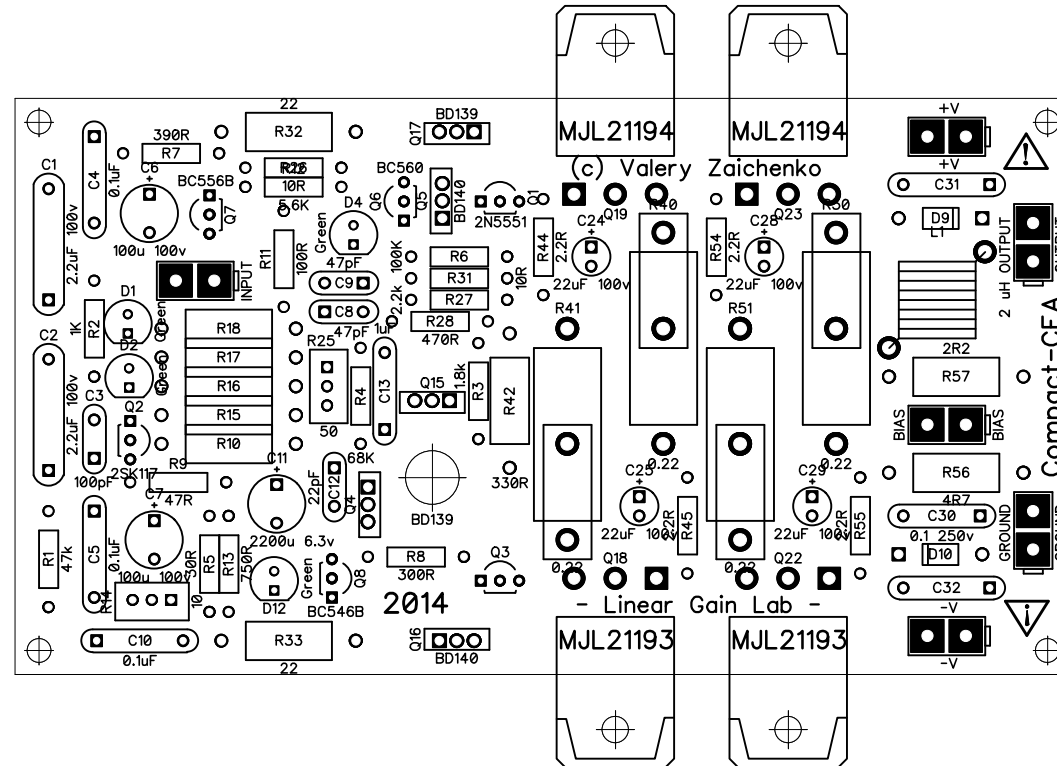 22
BD139
MJL21194
MJL21194
+V
R32
Q17
390R
R7
+V
(c) Valery Zaichenko
C1
C4
0.1uF
C6
+
BC556B
Q7
10R
5.6K
D4
Green
BC560
Q6
Q5
BD140
Q1
2N5551
Q19
R40
Q23
R50
C31
D9
L1
OUTPUT
100v
2.2uF
100u 100v
R11
100R
47pF
100K
R6
R44
2.2R
C24
+
R54
2.2R
C28
+
INPUT
C9
R31
10R
22uF 100v
22uF 100v
2 uH
R27
2.2k
C8
47pF
1uF
R28
470R
R41
R51
D1
Green
1K
R2
R18
C2
D2
Green
R17
R25
2R2
R16
R4
C13
Q15
1.8k
R3
R42
R57
100v
2.2uF
C3
Q2
R15
50
BIAS
BIAS
R10
Compact-CFA
100pF
2SK117
R9
47R
C11
+
68K
22pF
C12
Q4
330R
0.22
0.22
R56
4R7
C7
+
BD139
C25
+
C29
+
C30
GROUND
2200u 6.3v
22uF 100v
R45
22uF 100v
R55
0.1 250v
R1
47k
C5
0.1uF
100u 100v
R5
R13
750R
D12
Green
Q8
BC546B
R8
300R
Q3
0.22
0.22
D10
R14
10
Q18
Q22
C32
2014
- Linear Gain Lab -
-V
C10
0.1uF
R33
22
Q16
BD140
MJL21193
MJL21193
-V